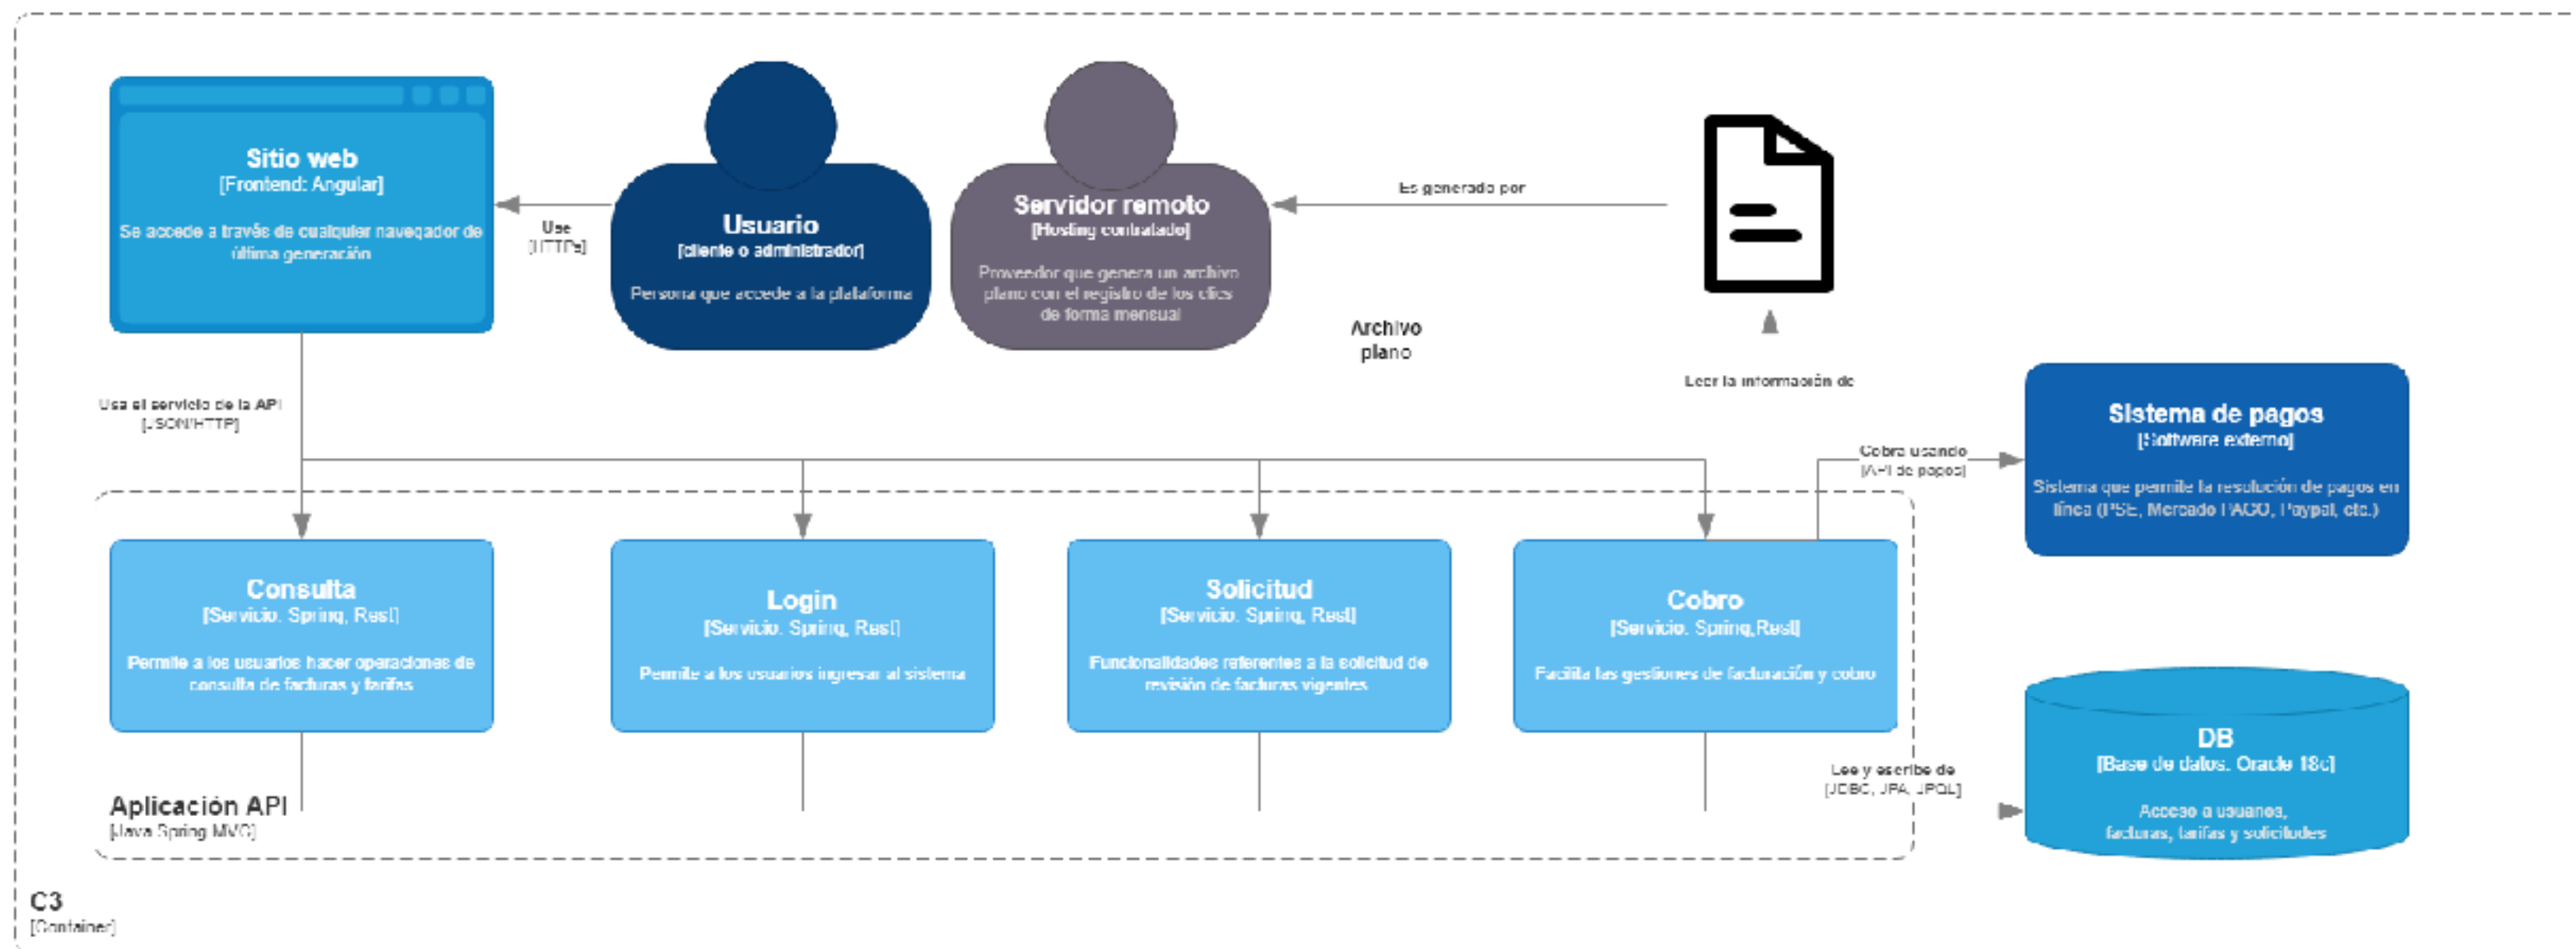 Sitio web
[Frontend: Angular]
Se accede a través de cualquier navegador de
última generación
Use
[HTTPs]
Usuario
[cliente o administrador]
Persona que accede a la plataforma
Servidor remoto
[Hosting contratado]
Proveedor que genera un archivo
plano con el registro de los clics
de forma mensual
Es generado por
Archivo
plano
Leer la información de
Usa el servicio de la API
[JSON/HTTP]
Cobra usando
[API de pagos]
Sistema de pagos
[Software externo]
Sistema que permite la resolución de pagos en
línea (PSE, Mercado PAGO, Paypal, etc.)
Consulta
[Servicio: Spring, Rest]
Permite a los usuarios hacer operaciones de
consulta de facturas y tarifas
Login
[Servicio: Spring, Rest]
Permite a los usuarios ingresar al sistema
Solicitud
[Servicio: Spring, Rest]
Funcionalidades referentes a la solicitud de
revisión de facturas vigentes
Cobro
[Servicio: Spring,Rest]
Facilita las gestiones de facturación y cobro
Lee y escribe de
[JDBC, JPA, JPQL]
DB
[Base de datos: Oracle 18c]
Acceso a usuarios,
facturas, tarifas y solicitudes
Aplicación API
[Java Spring MVC]
C3
[Container]